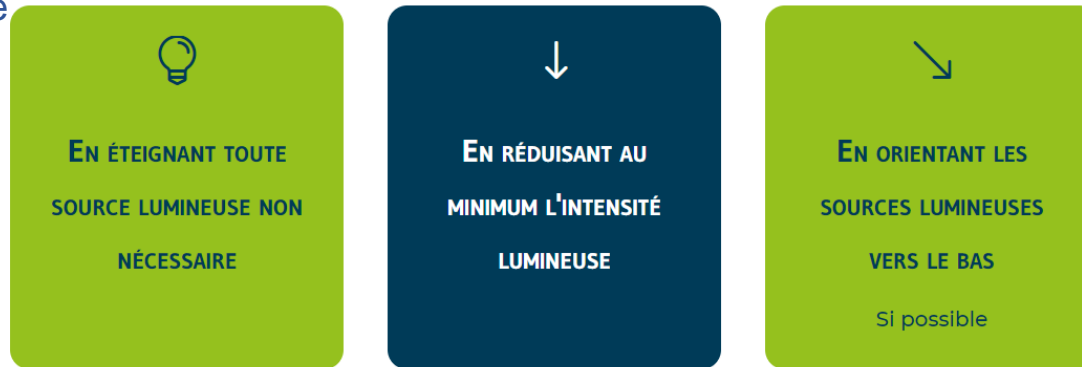 e
En éteignant toute
source lumineuse non
nécessaire
En réduisant au
minimum l'intensité
lumineuse
En orientant les
sources lumineuses
vers le bas
Si possible